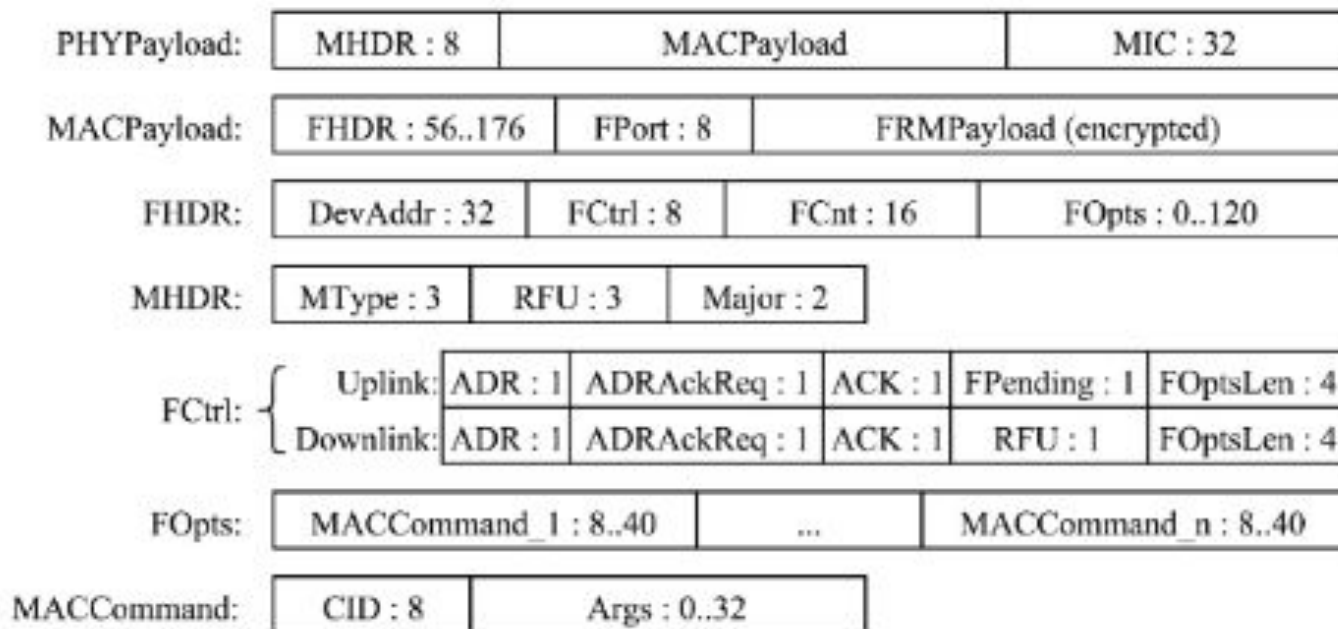 PHYPayload: MHDR : 8 MACPayload MIC : 32
MACPayload: FHDR : 56..176 FPort : 8 FRMPayload (encrypted)
FHDR: DevAddr : 32 FCtrl : 8 FCnt : 16 FOpts : 0..120
MHDR: MType : 3 RFU : 3 Major : 2
FCtrl: Uplink: ADR : 1 ADRAckReq : 1 ACK : 1 FPending : 1 FOptsLen : 4
Downlink: ADR : 1 ADRAckReq : 1 ACK : 1 RFU : 1 FOptsLen : 4
FOpts: MACCommand_1 : 8..40 ... MACCommand_n : 8..40
MACCommand: CID : 8 Args : 0..32